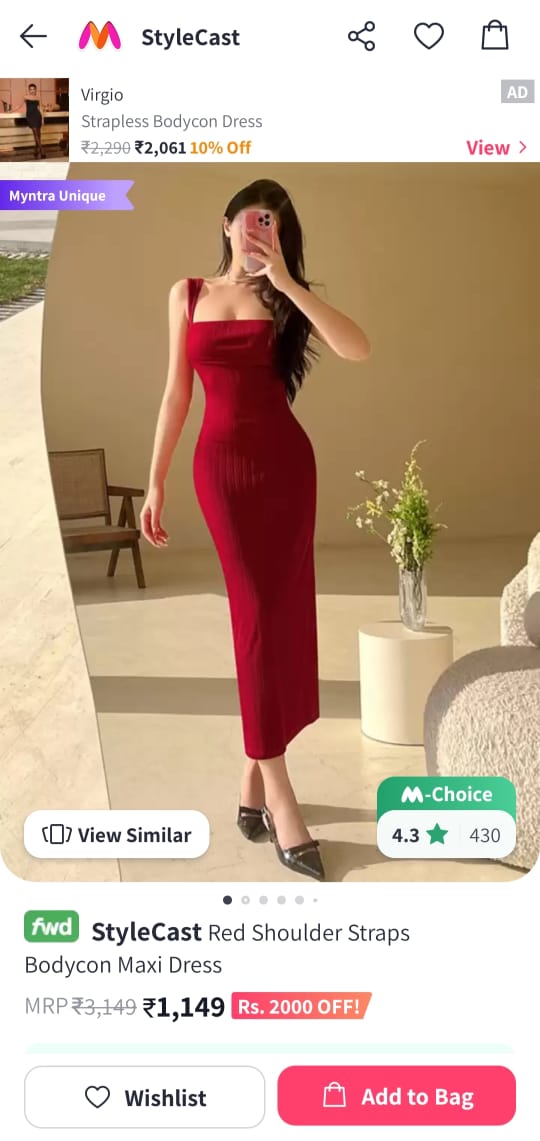 StyleCast
Virgio
AD
Strapless Bodycon Dress
₹2,290 ₹2,061 10% Off
View >
Myntra Unique
M-Choice
View Similar
4.3 ★ 430
fwd StyleCast Red Shoulder Straps
Bodycon Maxi Dress
MRP ₹3,149 ₹1,149 Rs. 2000 OFF!
Wishlist
Add to Bag